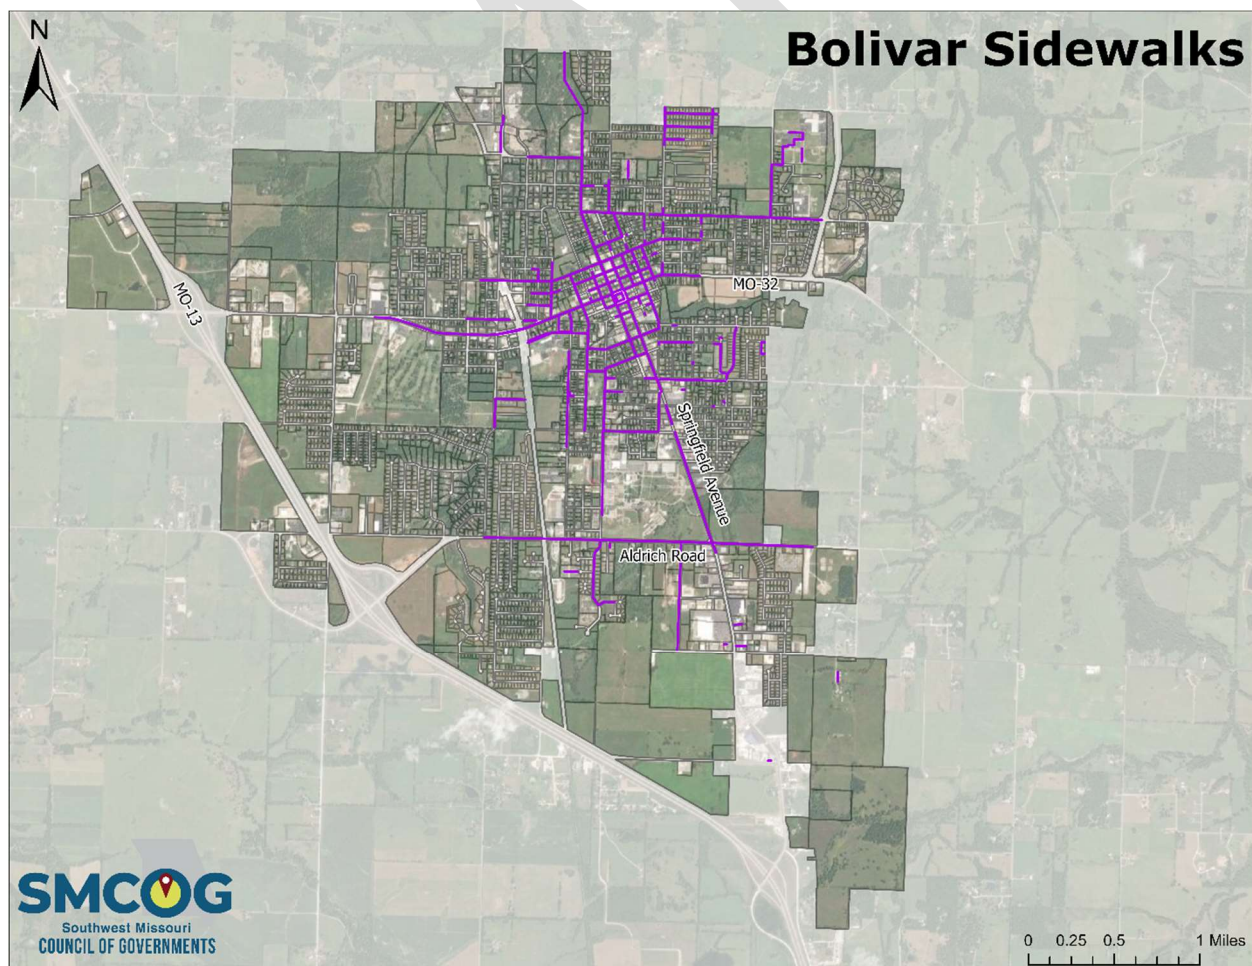 N
Bolivar Sidewalks
MO-13
MO-32
Springfield Avenue
Aldrich Road
SMCOG
Southwest Missouri
COUNCIL OF GOVERNMENTS
0 0.25 0.5 1 Miles